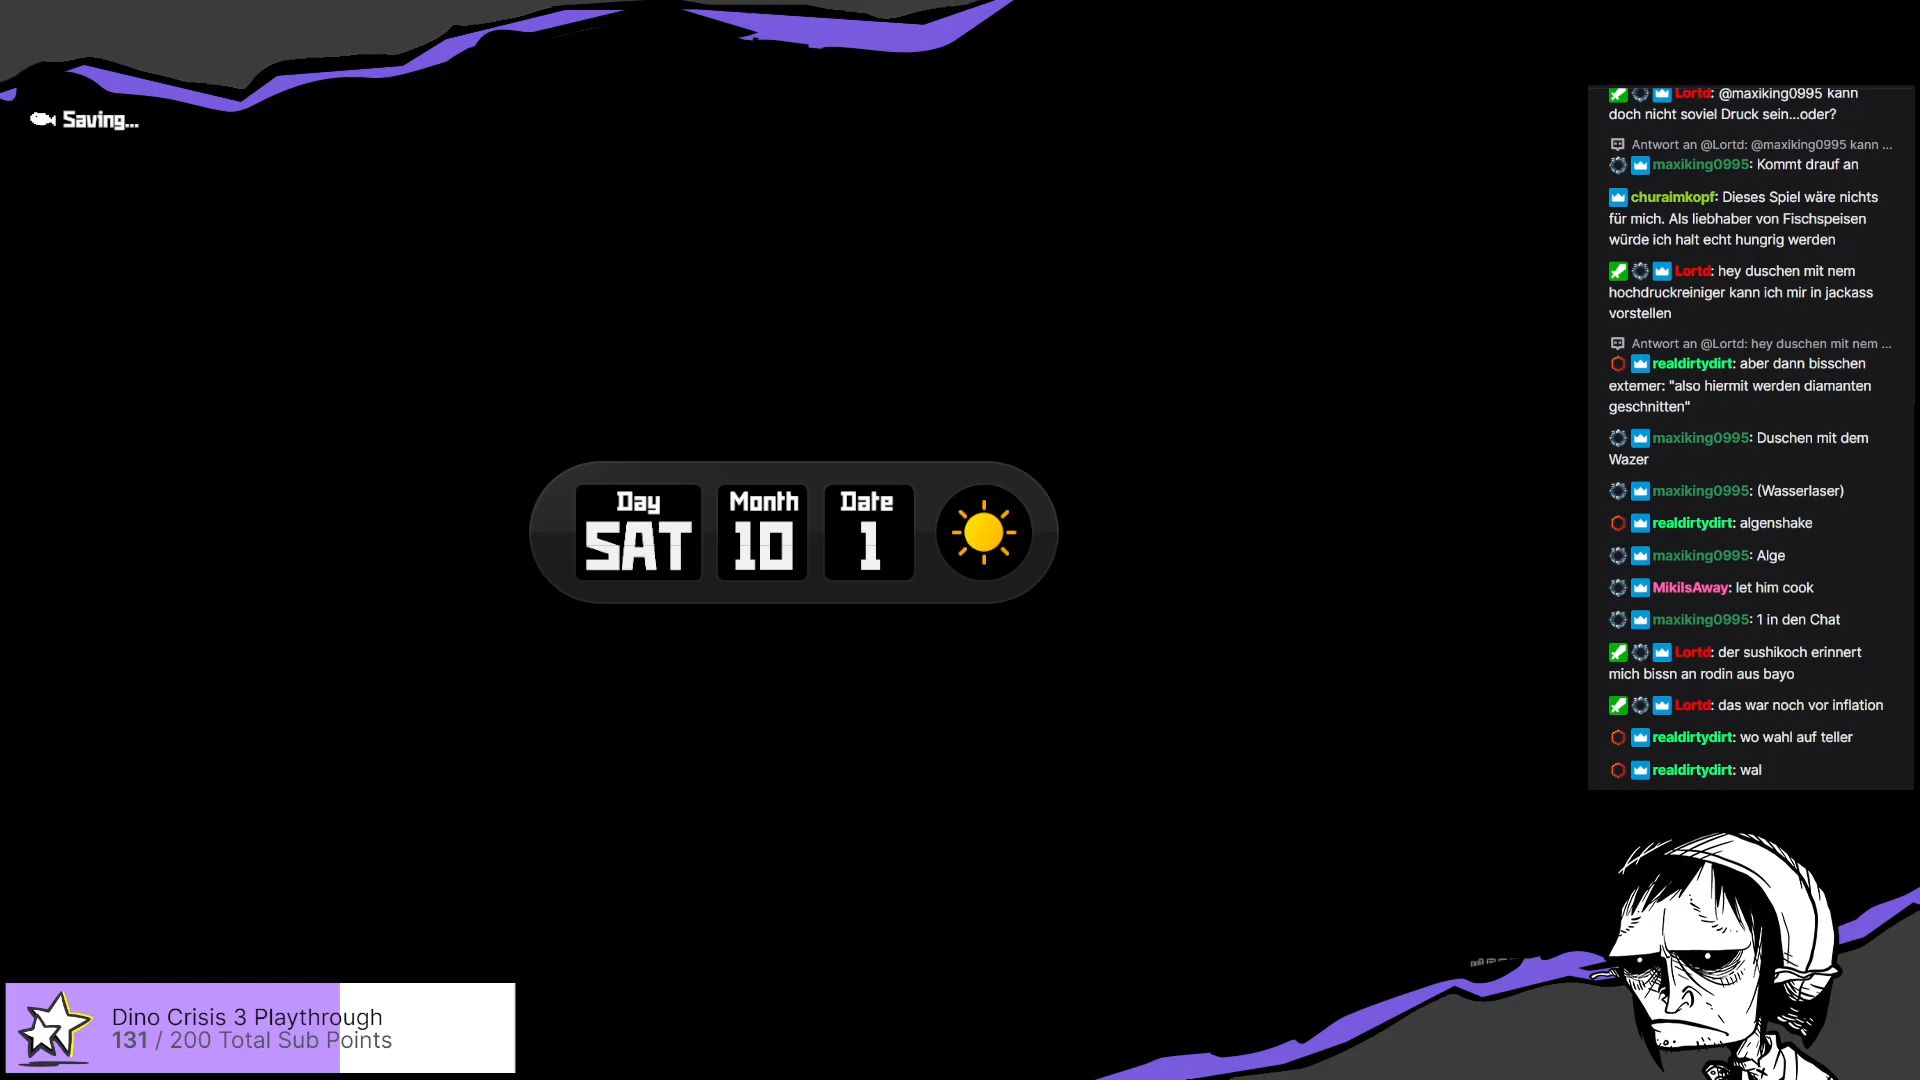 Saving...
Day
SAT
Month
10
Date
1
Lortd: @maxiking0995 kann
doch nicht soviel Druck sein...oder?
Antwort an @Lortd: @maxiking0995 kann ...
maxiking0995: Kommt drauf an
churaimkopf: Dieses Spiel wäre nichts
für mich. Als liebhaber von Fischspeisen
würde ich halt echt hungrig werden
Lortd: hey duschen mit nem
hochdruckreiniger kann ich mir in jackass
vorstellen
Antwort an @Lortd: hey duschen mit nem ...
realdirtydirt: aber dann bisschen
extemer: "also hiermit werden diamanten
geschnitten"
maxiking0995: Duschen mit dem
Wazer
maxiking0995: (Wasserlaser)
realdirtydirt: algenshake
maxiking0995: Alge
MikiIsAway: let him cook
maxiking0995: 1 in den Chat
Lortd: der sushikoch erinnert
mich bissn an rodin aus bayo
Lortd: das war noch vor inflation
realdirtydirt: wo wahl auf teller
realdirtydirt: wal
Dino Crisis 3 Playthrough
131 / 200 Total Sub Points